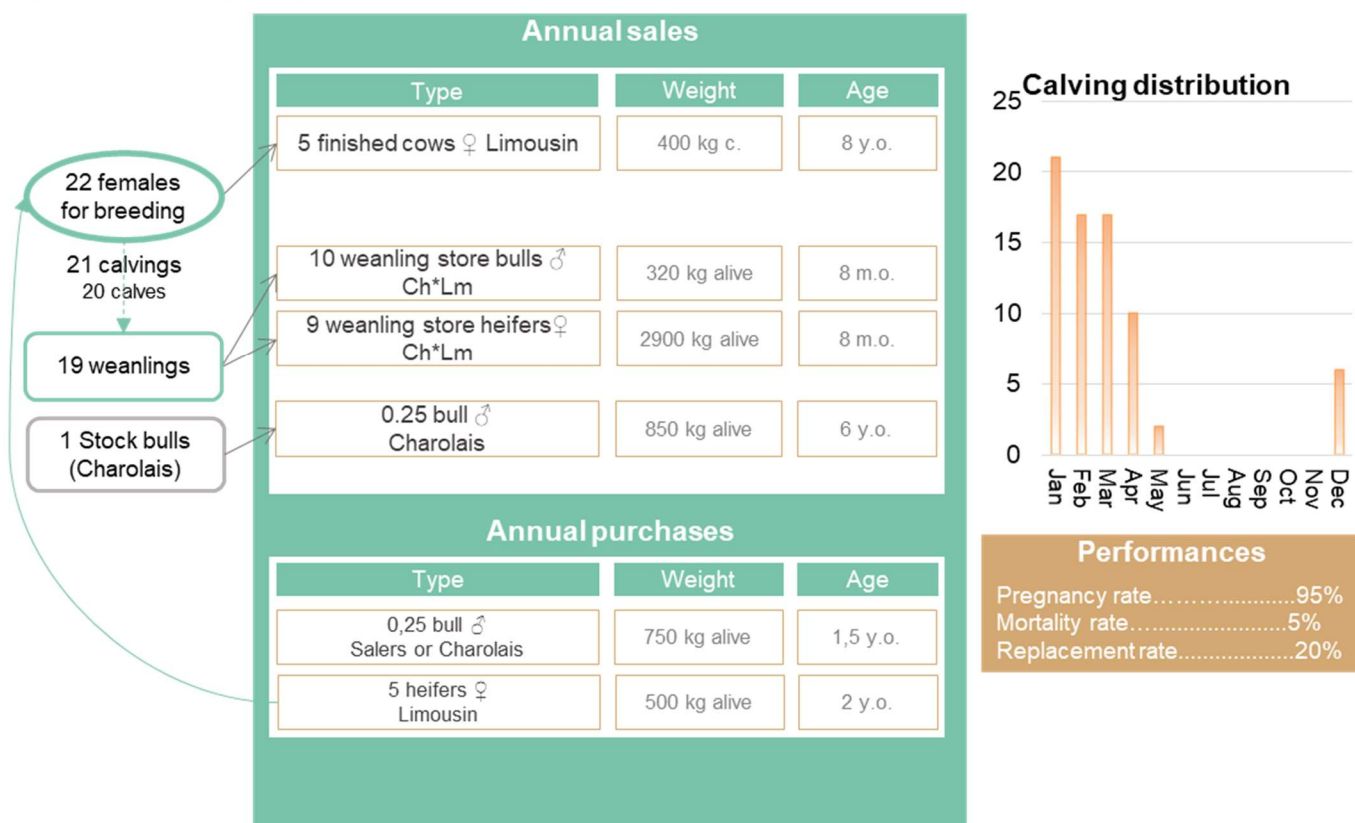 Annual sales
Type
Weight
Age
5 finished cows ♀ Limousin
400 kg c.
8 y.o.
22 females
for breeding
21 calvings
20 calves
10 weanling store bulls ♂
Ch*Lm
320 kg alive
8 m.o.
19 weanlings
9 weanling store heifers♀
Ch*Lm
2900 kg alive
8 m.o.
1 Stock bulls
(Charolais)
0.25 bull ♂
Charolais
850 kg alive
6 y.o.
Annual purchases
Type
Weight
Age
0,25 bull ♂
Salers or Charolais
750 kg alive
1,5 y.o.
5 heifers ♀
Limousin
500 kg alive
2 y.o.
Calving distribution
25
20
15
10
5
0
Jan
Feb
Mar
Apr
May
Jun
Jul
Aug
Sep
Oct
Nov
Dec
Performances
Pregnancy rate……….............95%
Mortality rate…......................5%
Replacement rate....................20%